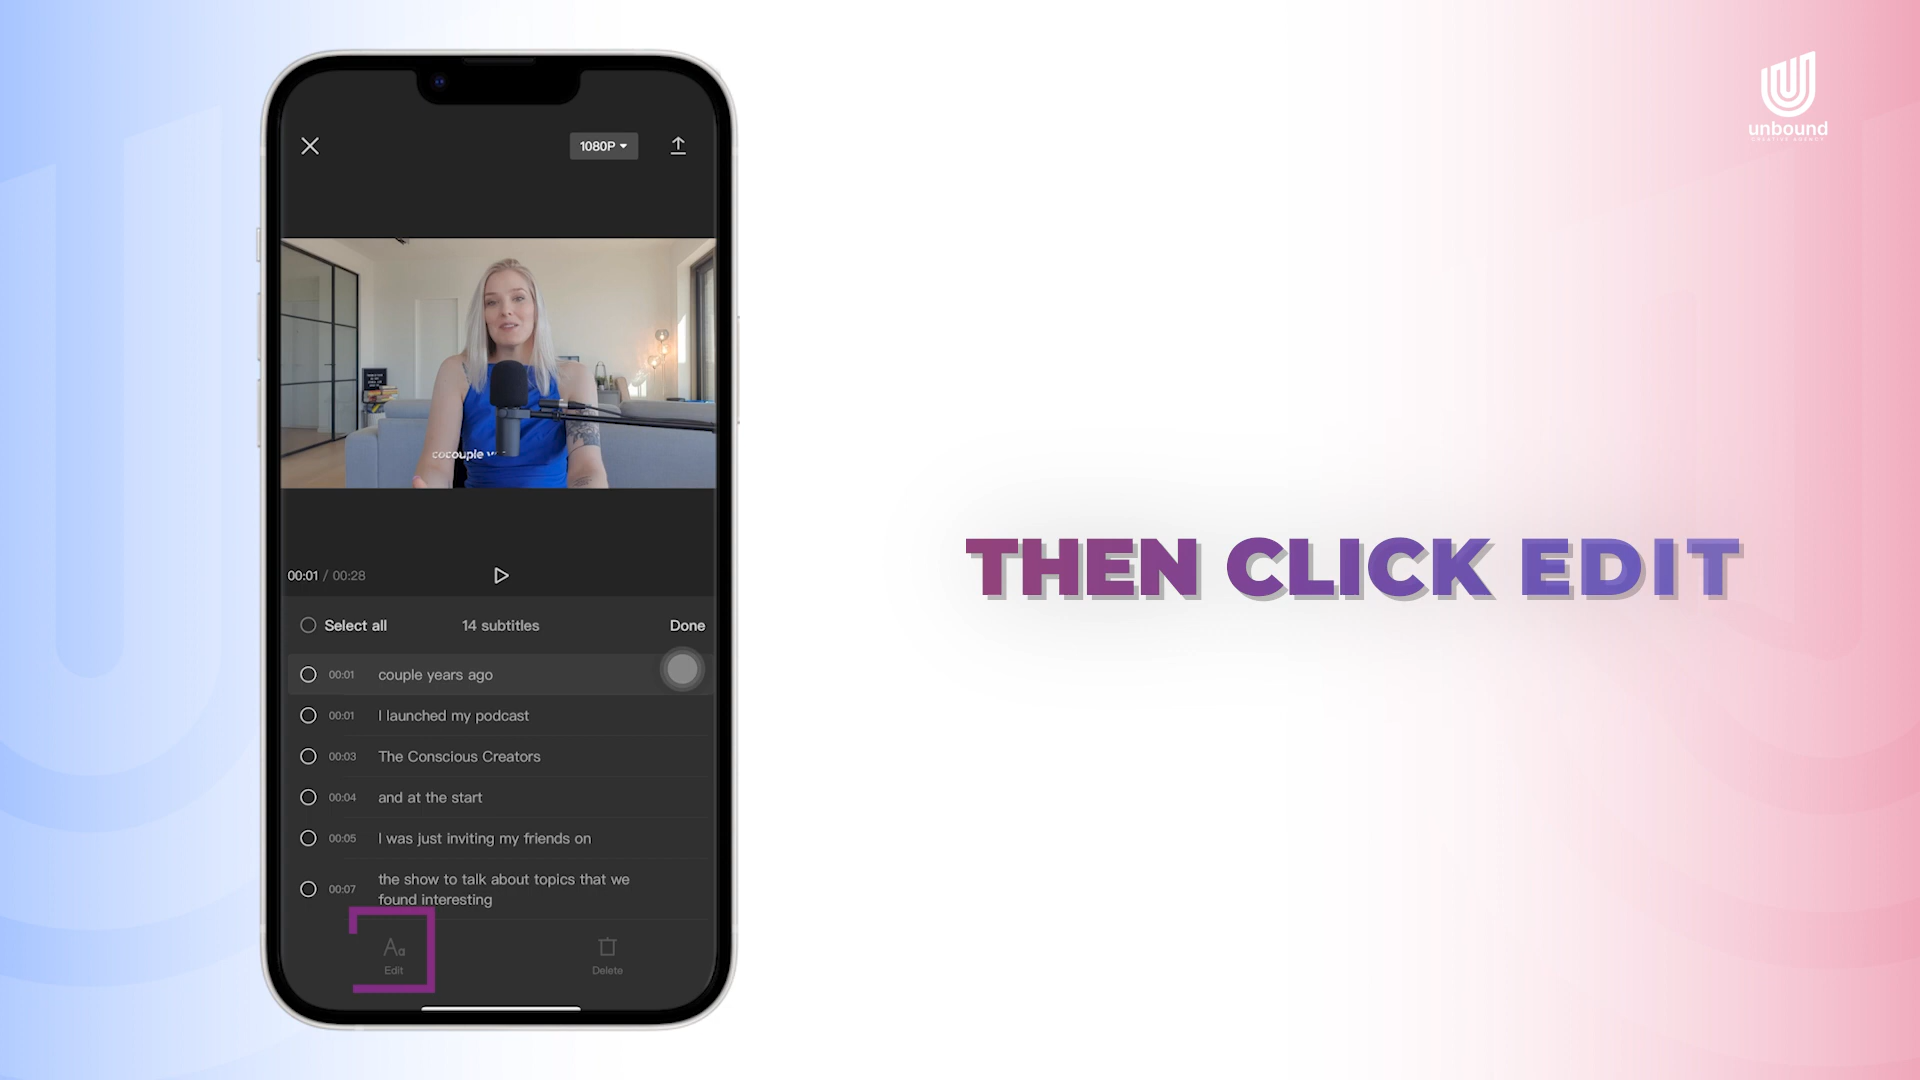 unbound
CREATIVE AGENCY
1080P
cocouple
00:01 / 00:28
Select all
14 subtitles
Done
00:01 couple years ago
00:01 I launched my podcast
00:03 The Conscious Creators
00:04 and at the start
00:05 I was just inviting my friends on
00:07 the show to talk about topics that we
found interesting
Aa
Edit
Delete
THEN CLICK EDIT